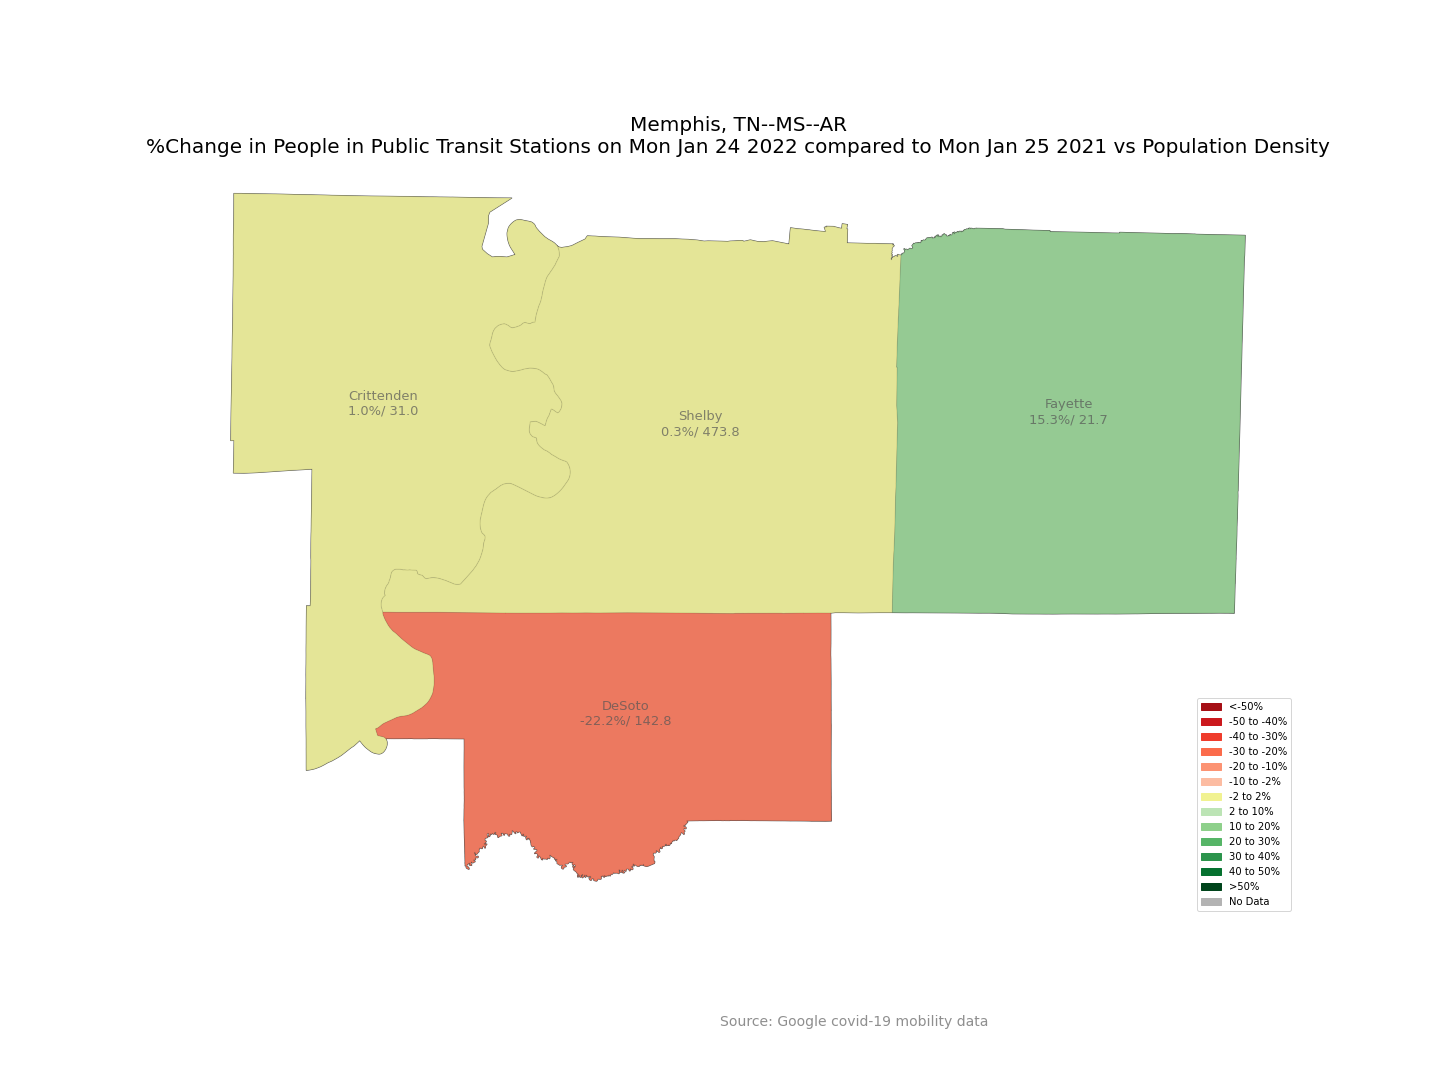 Memphis, TN--MS--AR
%Change in People in Public Transit Stations on Mon Jan 24 2022 compared to Mon Jan 25 2021 vs Population Density
Crittenden
1.0%/ 31.0
Shelby
0.3%/ 473.8
Fayette
15.3%/ 21.7
DeSoto
-22.2%/ 142.8
<-50%
-50 to -40%
-40 to -30%
-30 to -20%
-20 to -10%
-10 to -2%
-2 to 2%
2 to 10%
10 to 20%
20 to 30%
30 to 40%
40 to 50%
>50%
No Data
Source: Google covid-19 mobility data